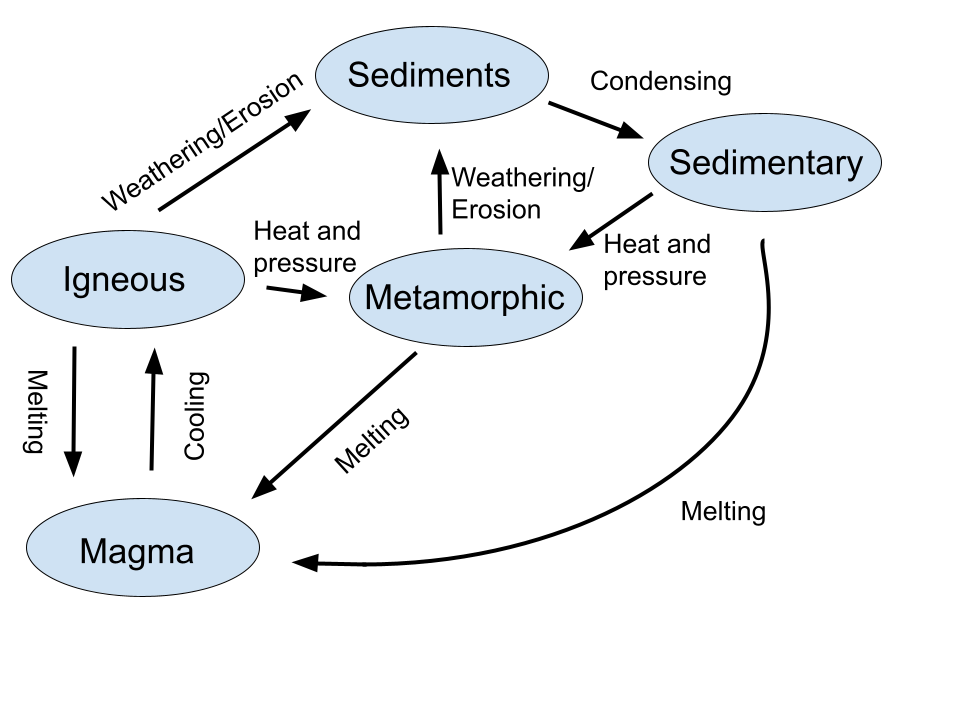 Sediments
Condensing
Weathering/Erosion
Sedimentary
Weathering/
Erosion
Heat and
pressure
Heat and
pressure
Igneous
Metamorphic
Melting
Cooling
Melting
Melting
Magma